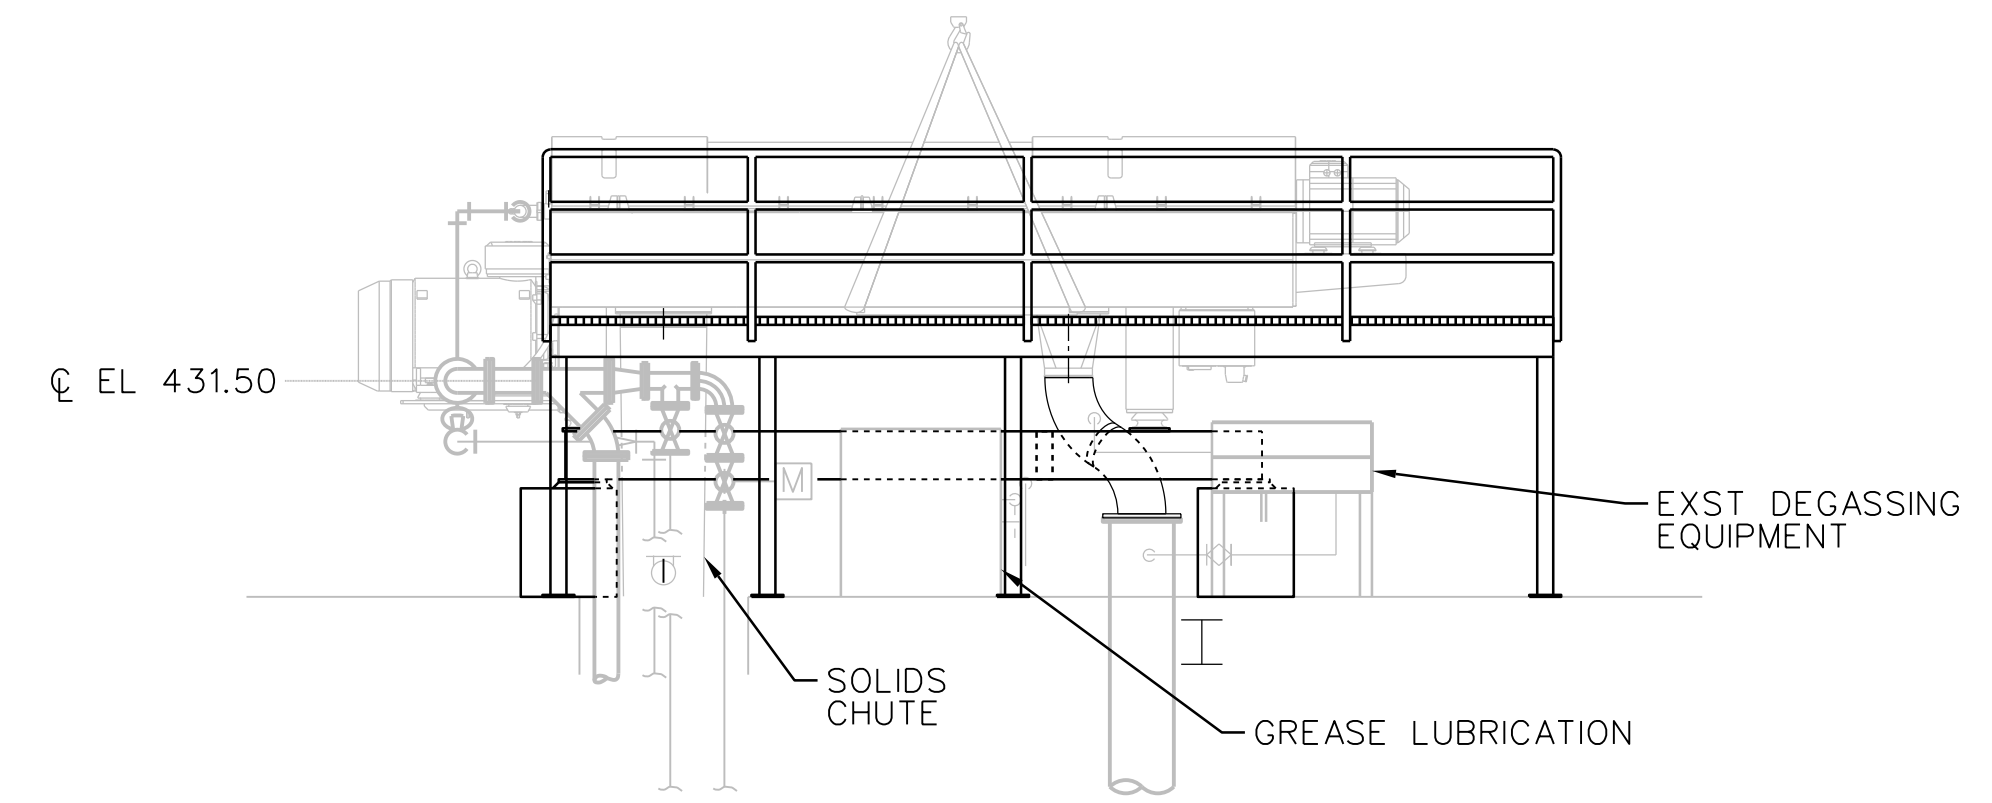 ℄ EL 431.50
M
EXST DEGASSING
EQUIPMENT
SOLIDS
CHUTE
GREASE LUBRICATION